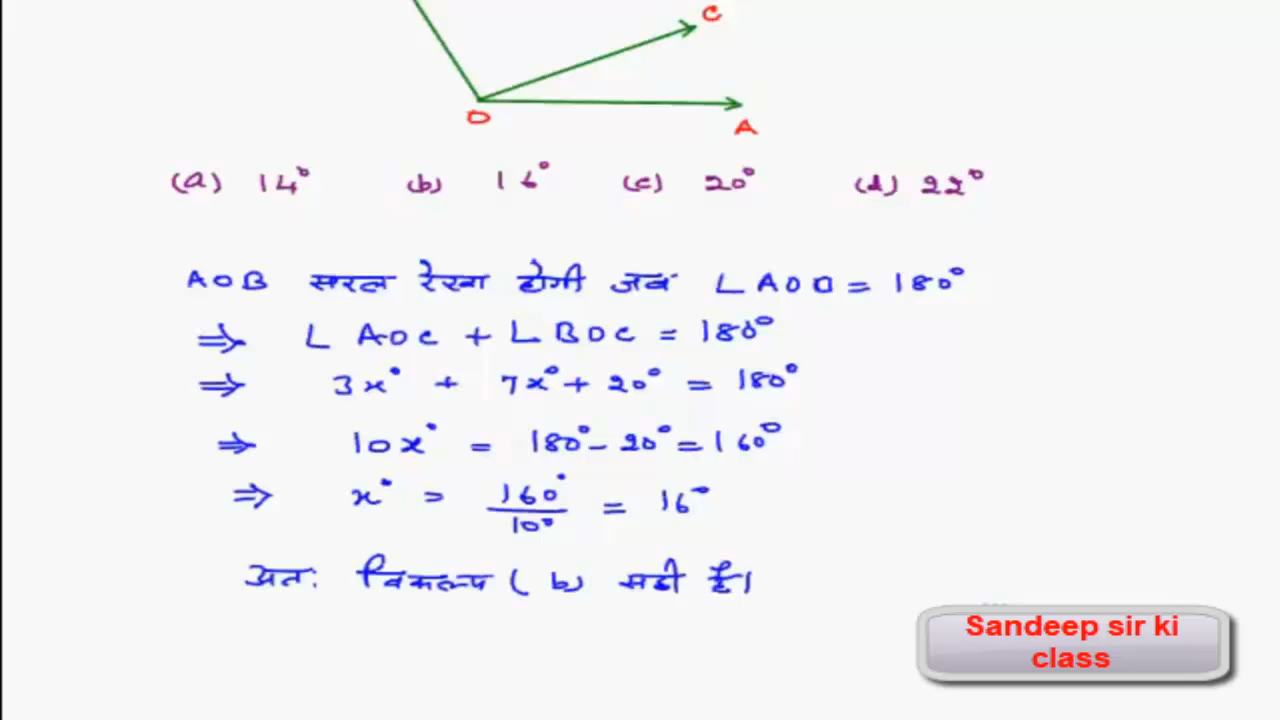 C
O
A
(a) 14° (b) 16° (c) 20° (d) 22°
AOB सरल रेखा होगी जब ∠AOB = 180°
⇒ ∠AOC + ∠BOC = 180°
⇒ 3x° + 7x° + 20° = 180°
⇒ 10x° = 180° - 20° = 160°
⇒ x° = 160°/10° = 16°
अतः विकल्प (b) सही है।
Sandeep sir ki
class